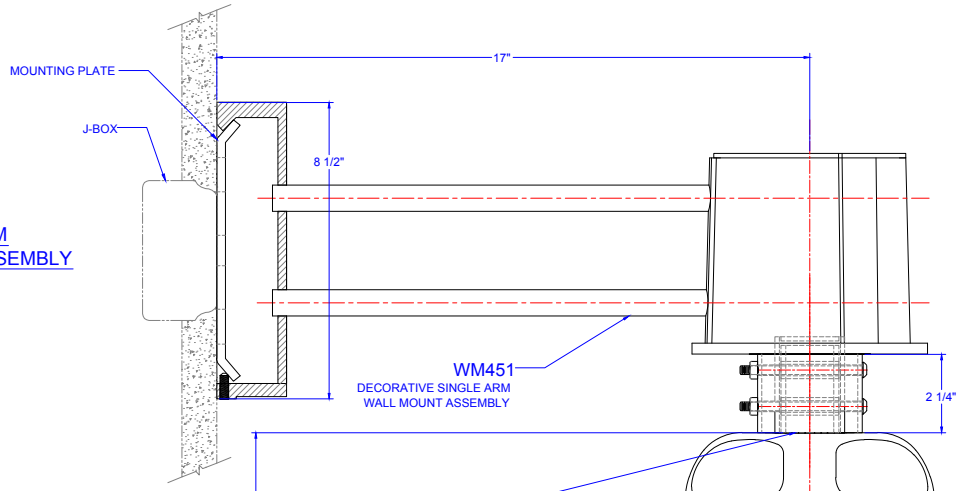 17"
MOUNTING PLATE
J-BOX
8 1/2"
SEMBLY
WM451
DECORATIVE SINGLE ARM
WALL MOUNT ASSEMBLY
2 1/4"